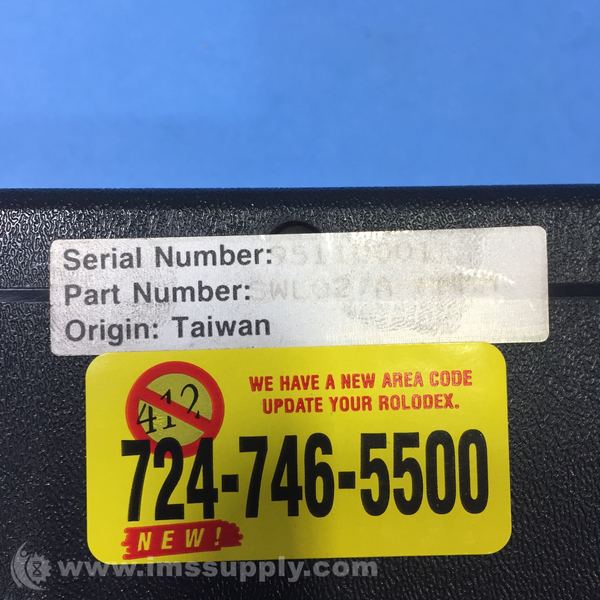 Serial Number:
Part Number:
Origin: Taiwan
412
WE HAVE A NEW AREA CODE
UPDATE YOUR ROLODEX.
724-746-5500
NEW!
www.imssupply.com